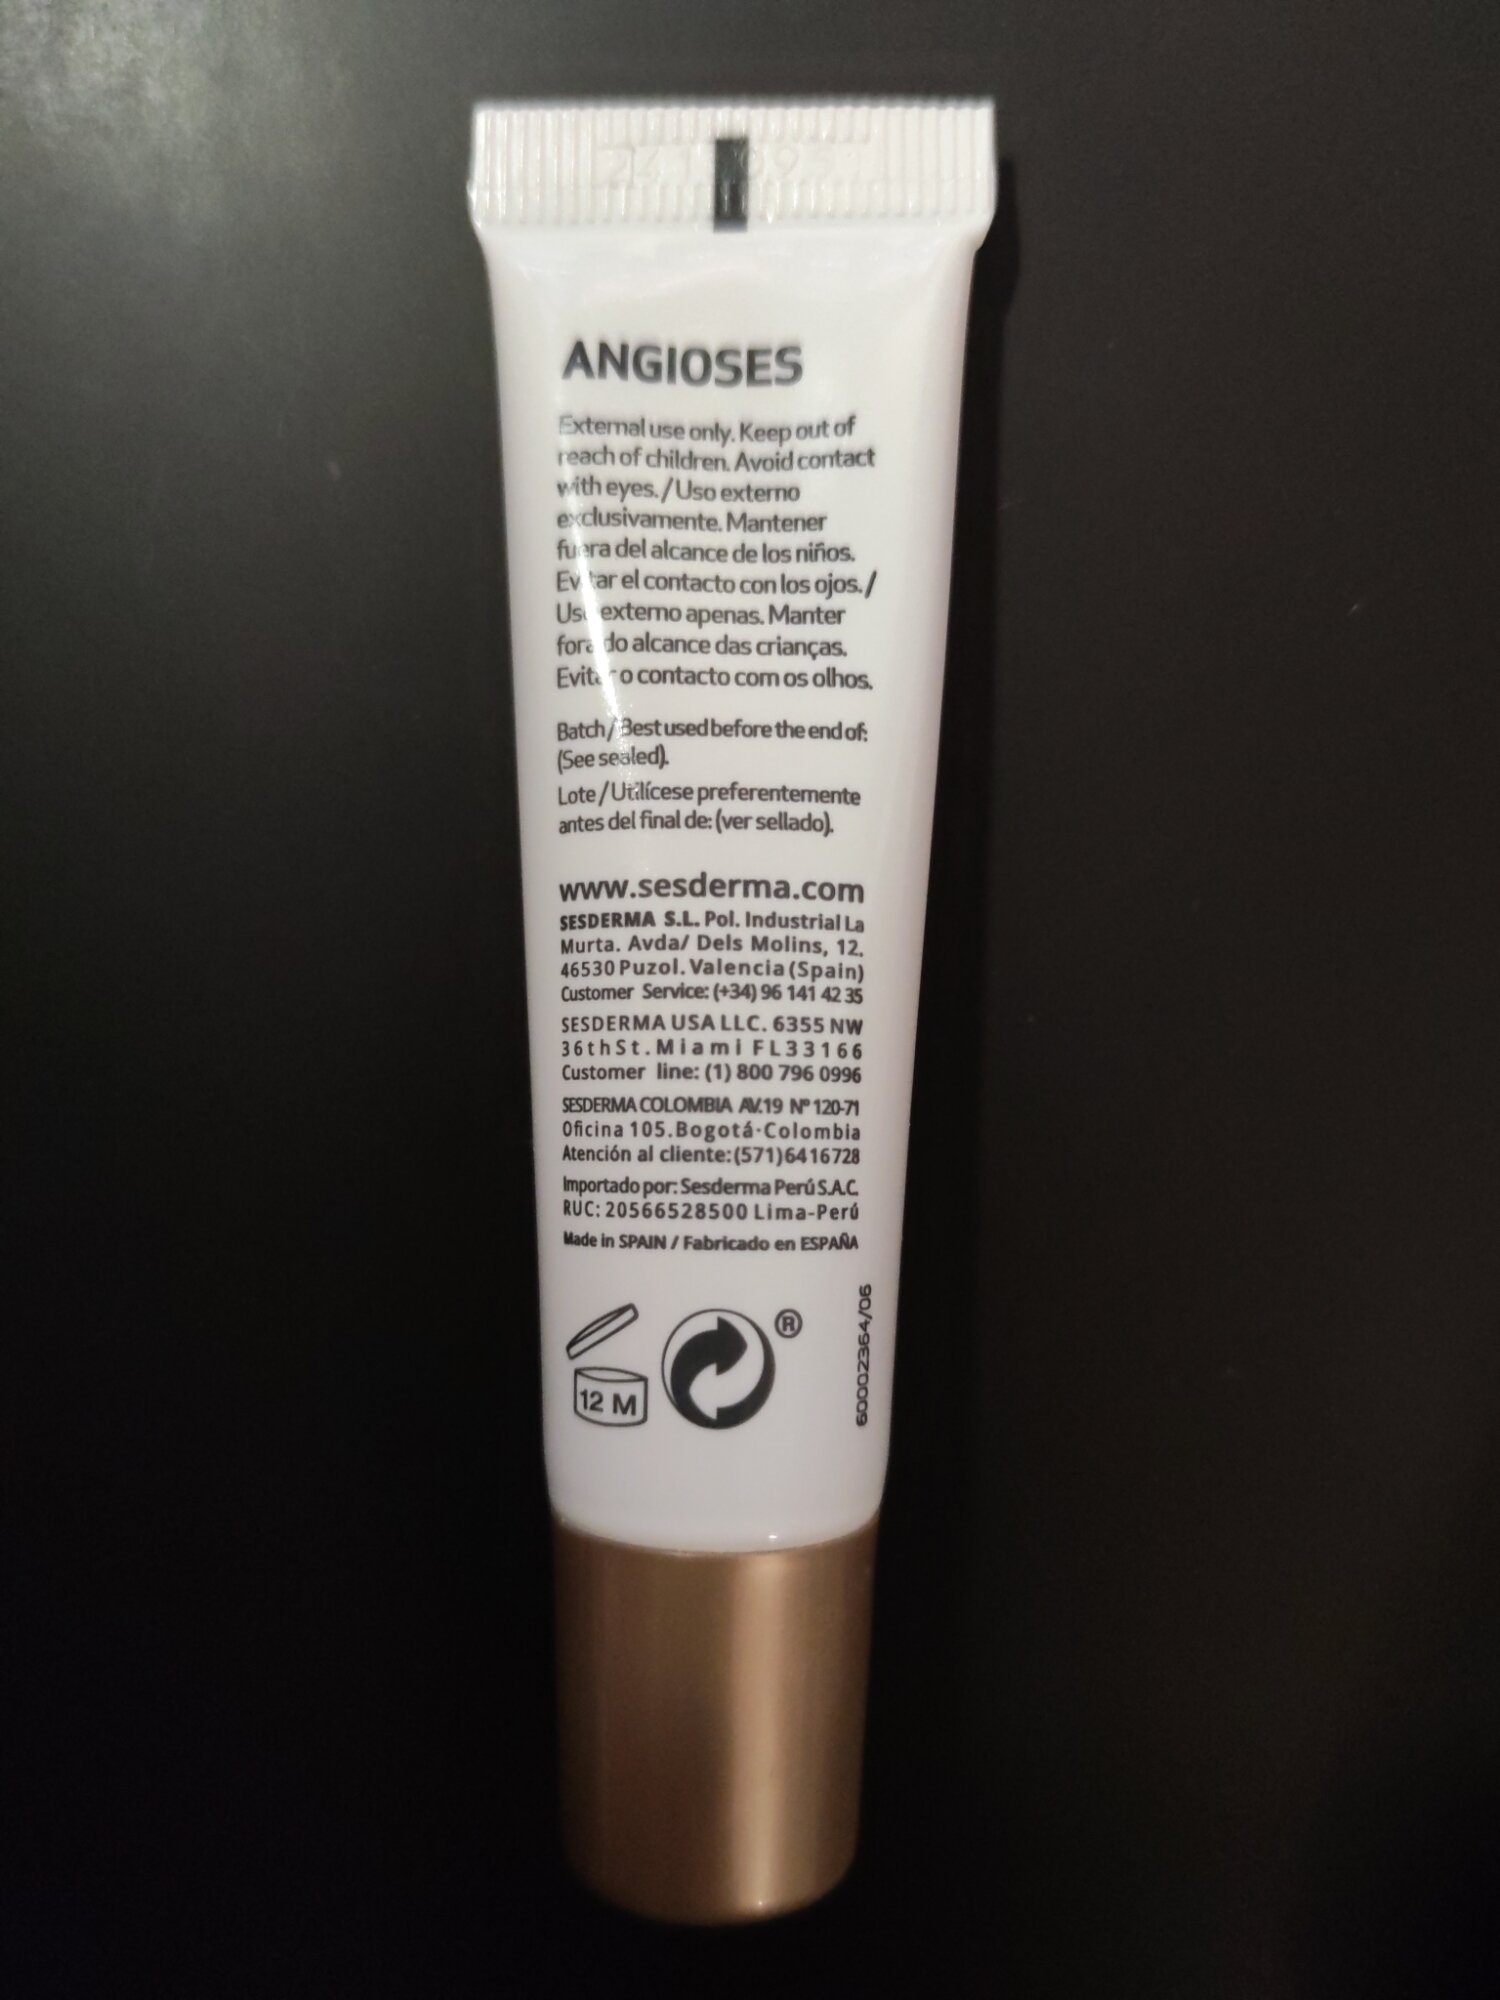 ANGIOSES
External use only. Keep out of
reach of children. Avoid contact
with eyes. / Uso externo
exclusivamente. Mantener
fuera del alcance de los niños.
Evitar el contacto con los ojos. /
Uso externo apenas. Manter
fora do alcance das crianças.
Evitar o contacto com os olhos.
Batch / Best used before the end of:
(See sealed).
Lote / Utilícese preferentemente
antes del final de: (ver sellado).
www.sesderma.com
SESDERMA S.L. Pol. Industrial La
Murta. Avda/ Dels Molins, 12.
46530 Puzol. Valencia (Spain)
Customer Service: (+34) 96 141 42 35
SESDERMA USA LLC. 6355 NW
36th St. Miami FL 33166
Customer line: (1) 800 796 0996
SESDERMA COLOMBIA AV.19 Nº 120-71
Oficina 105. Bogotá·Colombia
Atención al cliente: (571) 6416728
Importado por: Sesderma Perú S.A.C.
RUC: 20566528500 Lima-Perú
Made in SPAIN / Fabricado en ESPAÑA
12 M
®
60002364/06